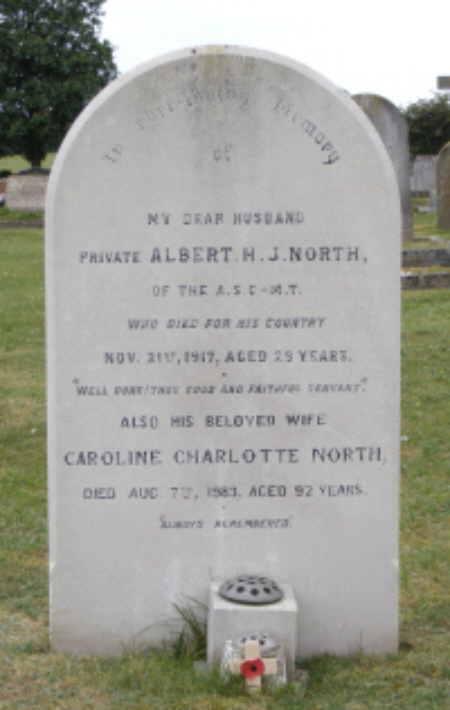 In Ever-loving Memory
of
MY DEAR HUSBAND
PRIVATE ALBERT. H. J. NORTH,
OF THE A.S.C-M.T.
WHO DIED FOR HIS COUNTRY
NOV. 21ST, 1917, AGED 29 YEARS.
"WELL DONE! THOU GOOD AND FAITHFUL SERVANT".
ALSO HIS BELOVED WIFE
CAROLINE CHARLOTTE NORTH,
DIED AUG. 7TH, 1983, AGED 92 YEARS.
"ALWAYS REMEMBERED".